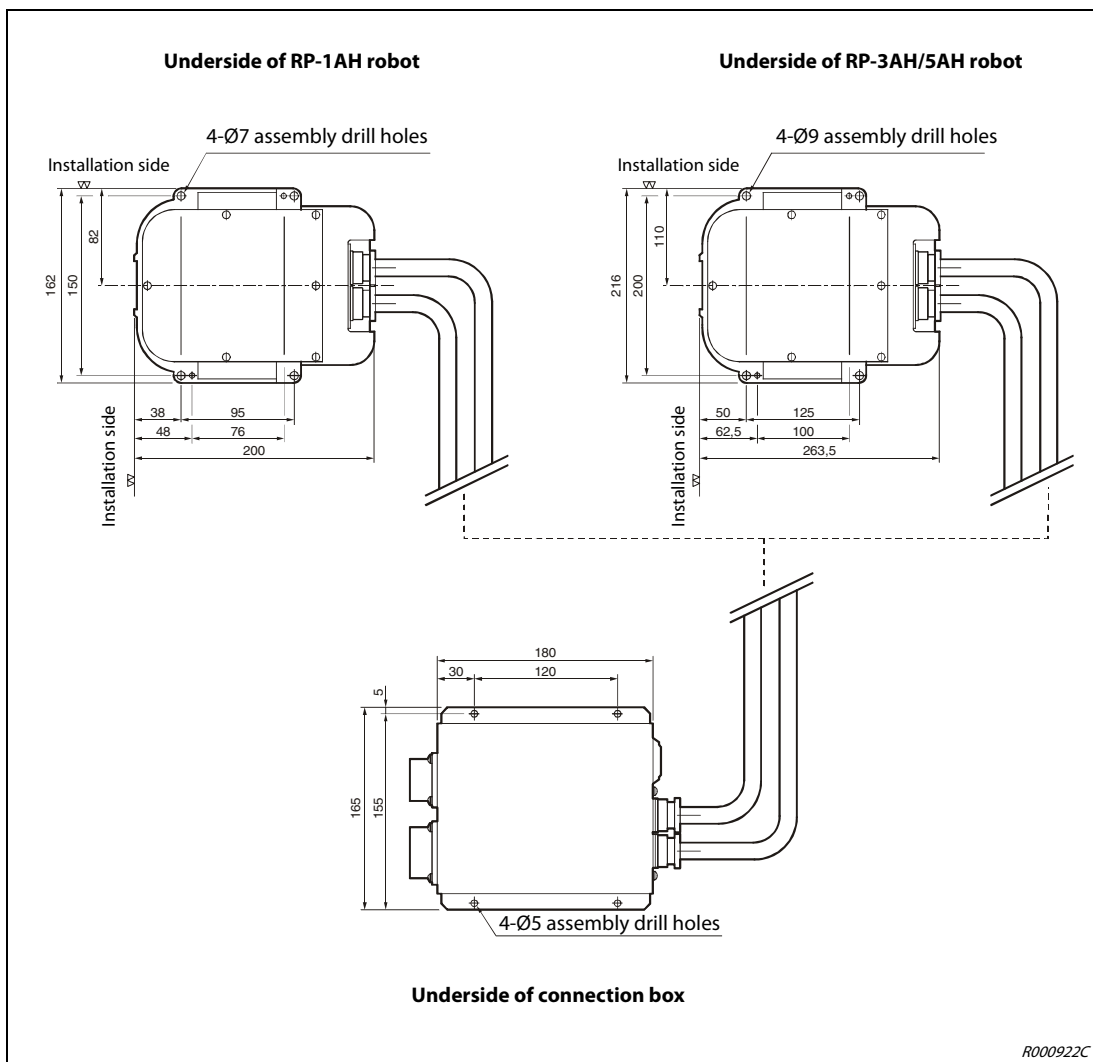 Underside of RP-1AH robot
Underside of RP-3AH/5AH robot
4-Ø7 assembly drill holes
4-Ø9 assembly drill holes
Installation side
Installation side
162
150
82
216
200
110
38
95
48
76
200
Installation side
50
125
62,5
100
263,5
Installation side
180
30
120
5
165
155
4-Ø5 assembly drill holes
Underside of connection box
R000922C